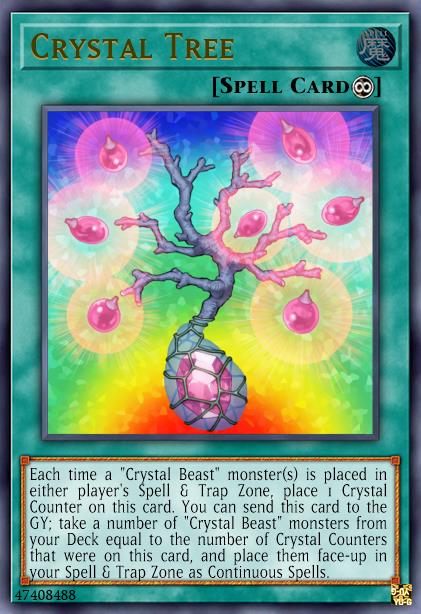 Crystal Tree
魔
[Spell Card]
Each time a "Crystal Beast" monster(s) is placed in
either player's Spell & Trap Zone, place 1 Crystal
Counter on this card. You can send this card to the
GY; take a number of "Crystal Beast" monsters from
your Deck equal to the number of Crystal Counters
that were on this card, and place them face-up in
your Spell & Trap Zone as Continuous Spells.
47408488